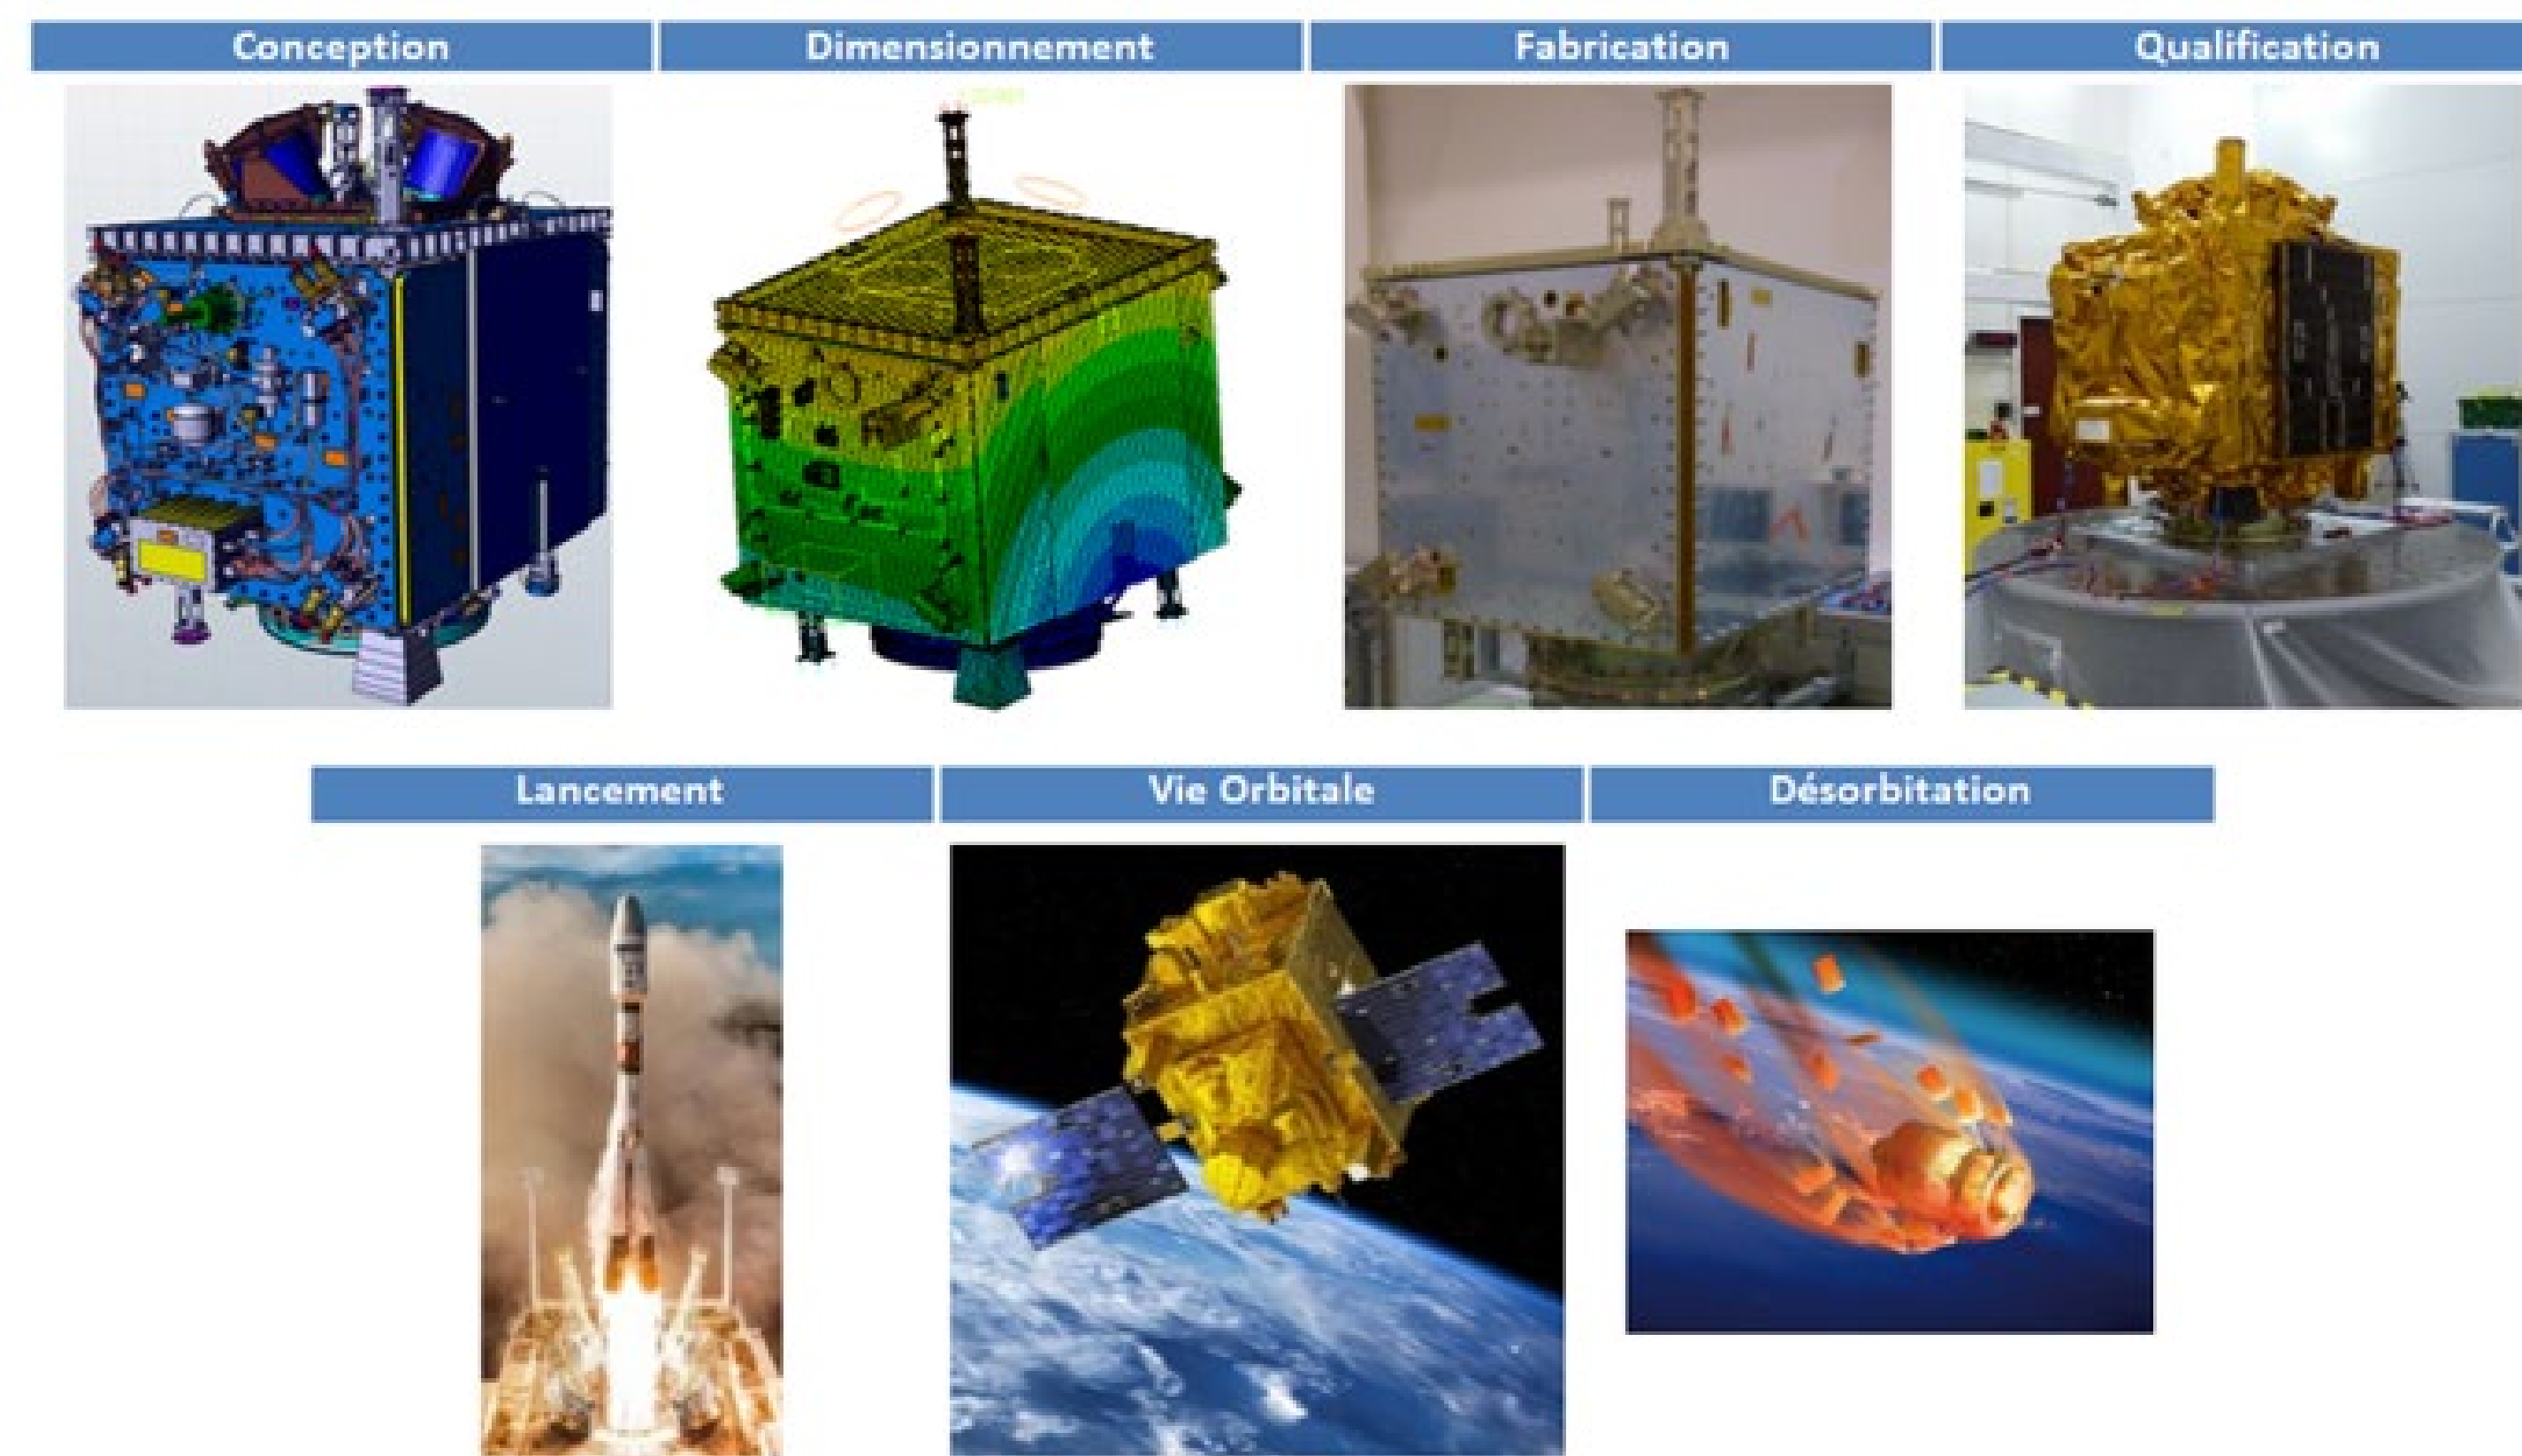 Conception
Dimensionnement
Fabrication
Qualification
Lancement
Vie Orbitale
Désorbitation